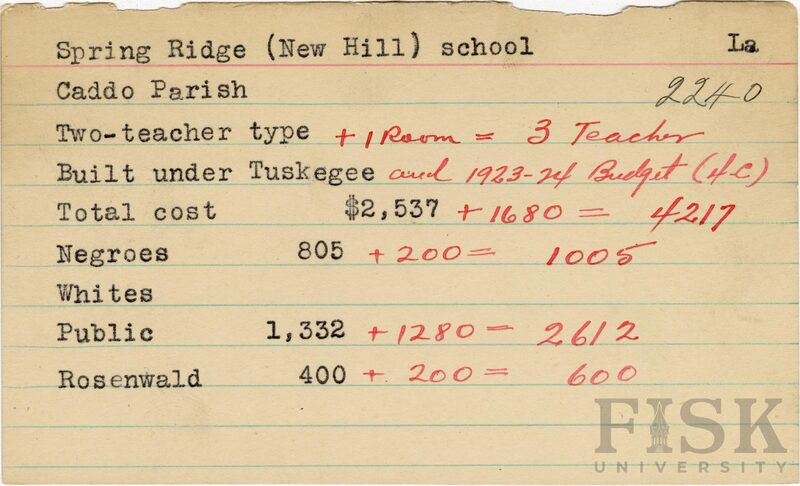 Spring Ridge (New Hill) school La
Caddo Parish 2240
Two-teacher type + 1 Room = 3 Teacher
Built under Tuskegee and 1923-24 Budget (4-C)
Total cost $2,537 + 1680 = 4217
Negroes 805 + 200 = 1005
Whites
Public 1,332 + 1280 = 2612
Rosenwald 400 + 200 = 600
FISK
UNIVERSITY